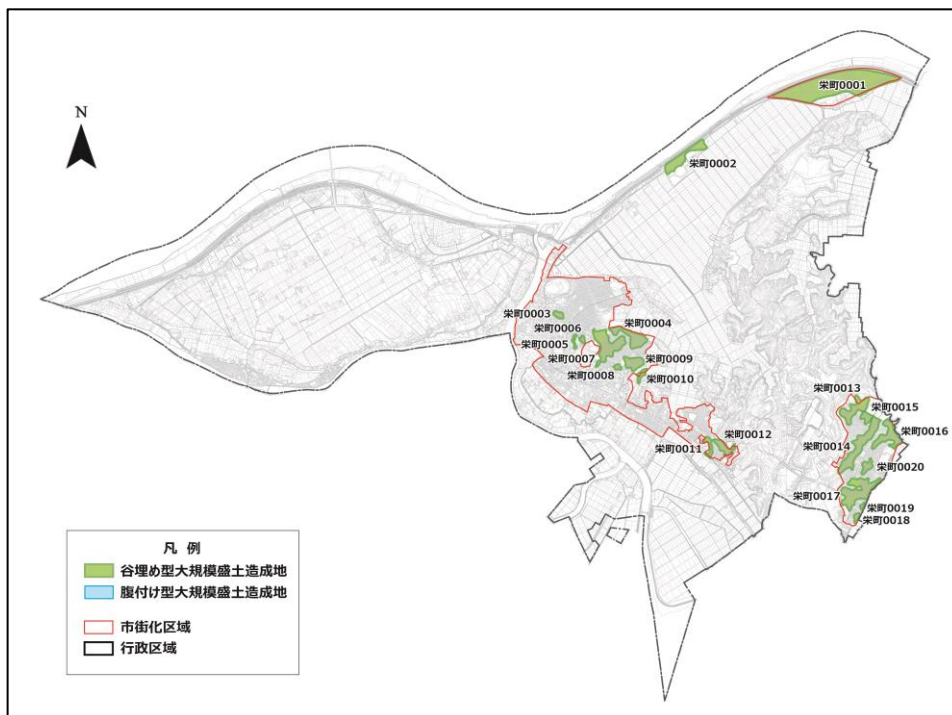 栄町0001
N
栄町0002
栄町0003
栄町0004
栄町0006
栄町0005
栄町0007
栄町0009
栄町0008
栄町0010
栄町0013
栄町0015
栄町0016
栄町0012
栄町0011
栄町0014
栄町0020
栄町0017
栄町0019
栄町0018
凡 例
谷埋め型大規模盛土造成地
腹付け型大規模盛土造成地
市街化区域
行政区域